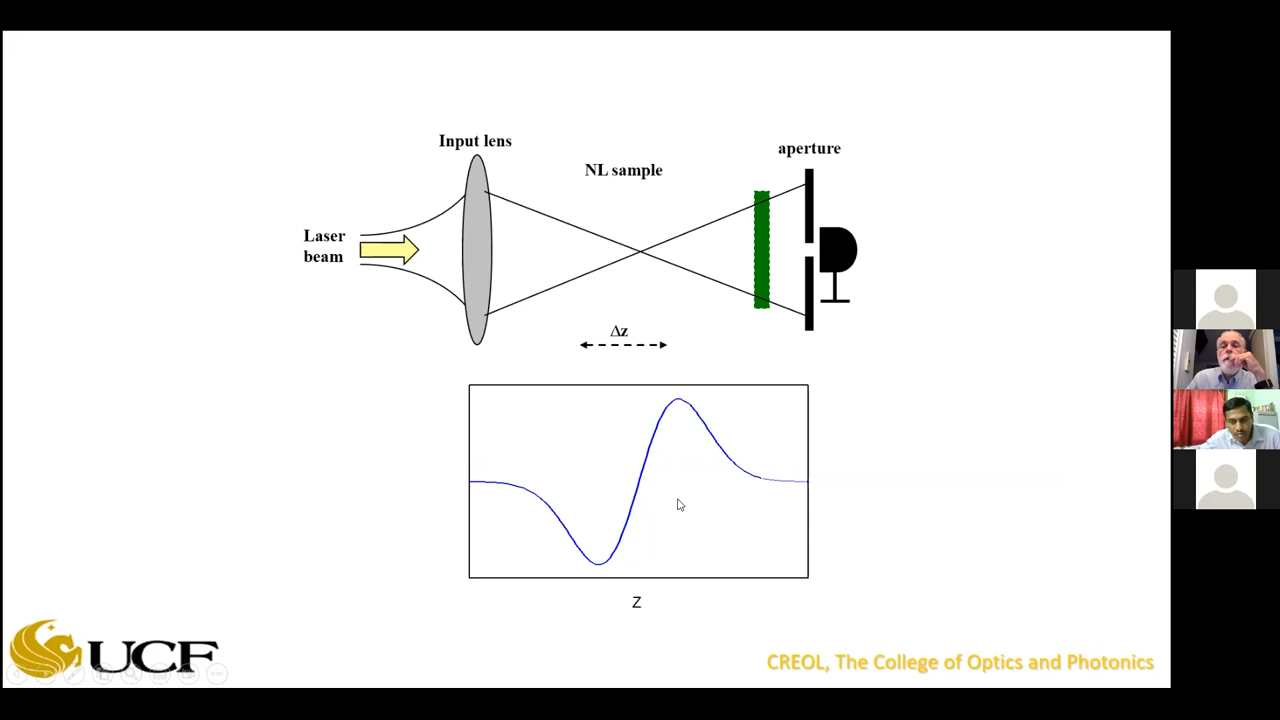 Input lens
NL sample
aperture
Laser
beam
Δz
Z
UCF
CREOL, The College of Optics and Photonics